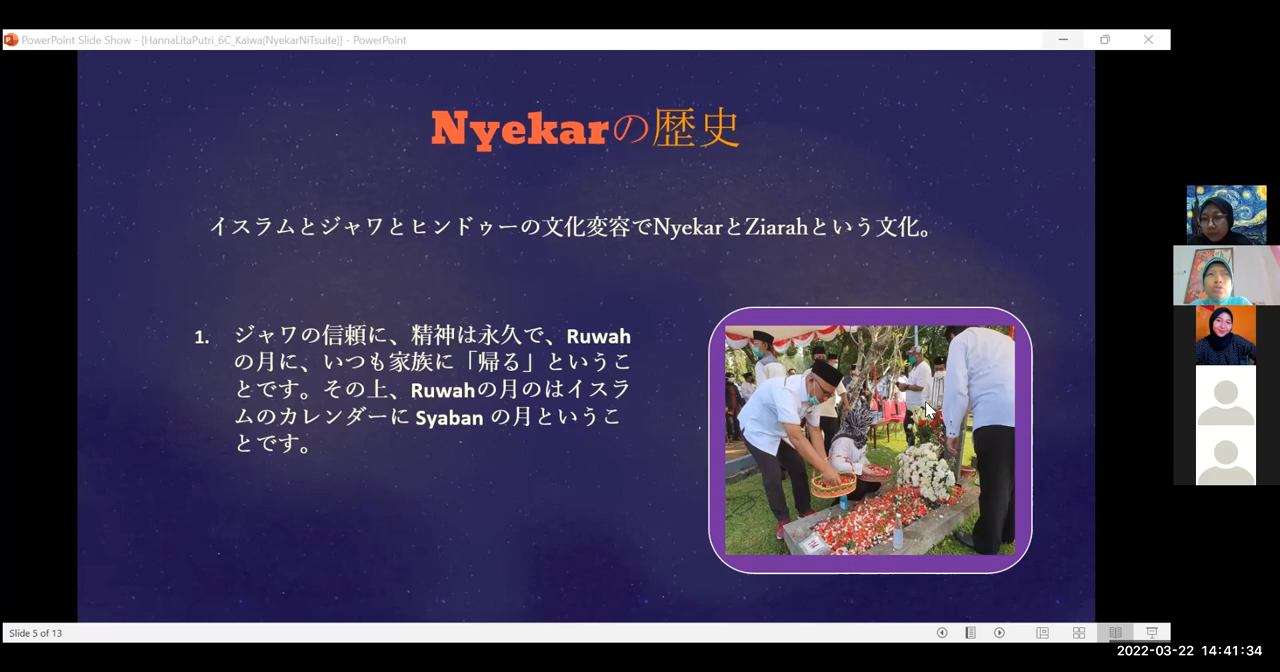 PowerPoint Slide Show - [HannaLitaPutri_6C_Kaiwa(NyekarNiTsuite)] - PowerPoint
Nyekarの歴史
イスラムとジャワとヒンドゥーの文化変容でNyekarとZiarahという文化。
1. ジャワの信頼に、精神は永久で、Ruwah
の月に、いつも家族に「帰る」というこ
とです。その上、Ruwahの月のはイスラ
ムのカレンダーに Syaban の月というこ
とです。
Slide 5 of 13
2022-03-22 14:41:34